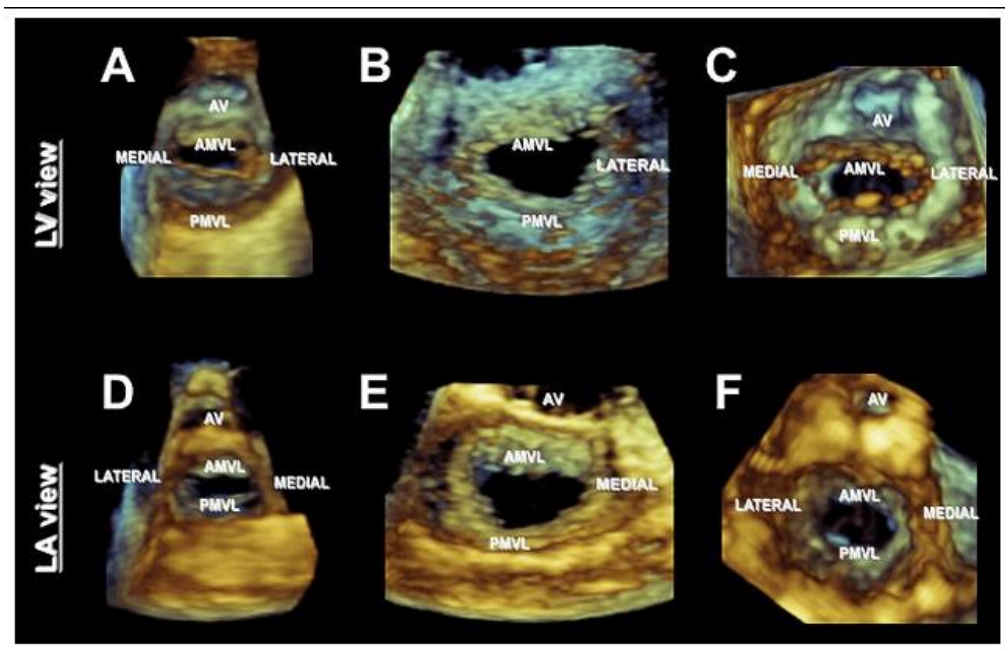 LV view
A
AV
AMVL
MEDIAL
LATERAL
PMVL
B
AMVL
LATERAL
PMVL
C
AV
MEDIAL
AMVL
LATERAL
PMVL
LA view
D
AV
LATERAL
AMVL
MEDIAL
PMVL
E
AV
AMVL
MEDIAL
PMVL
F
AV
AMVL
LATERAL
MEDIAL
PMVL